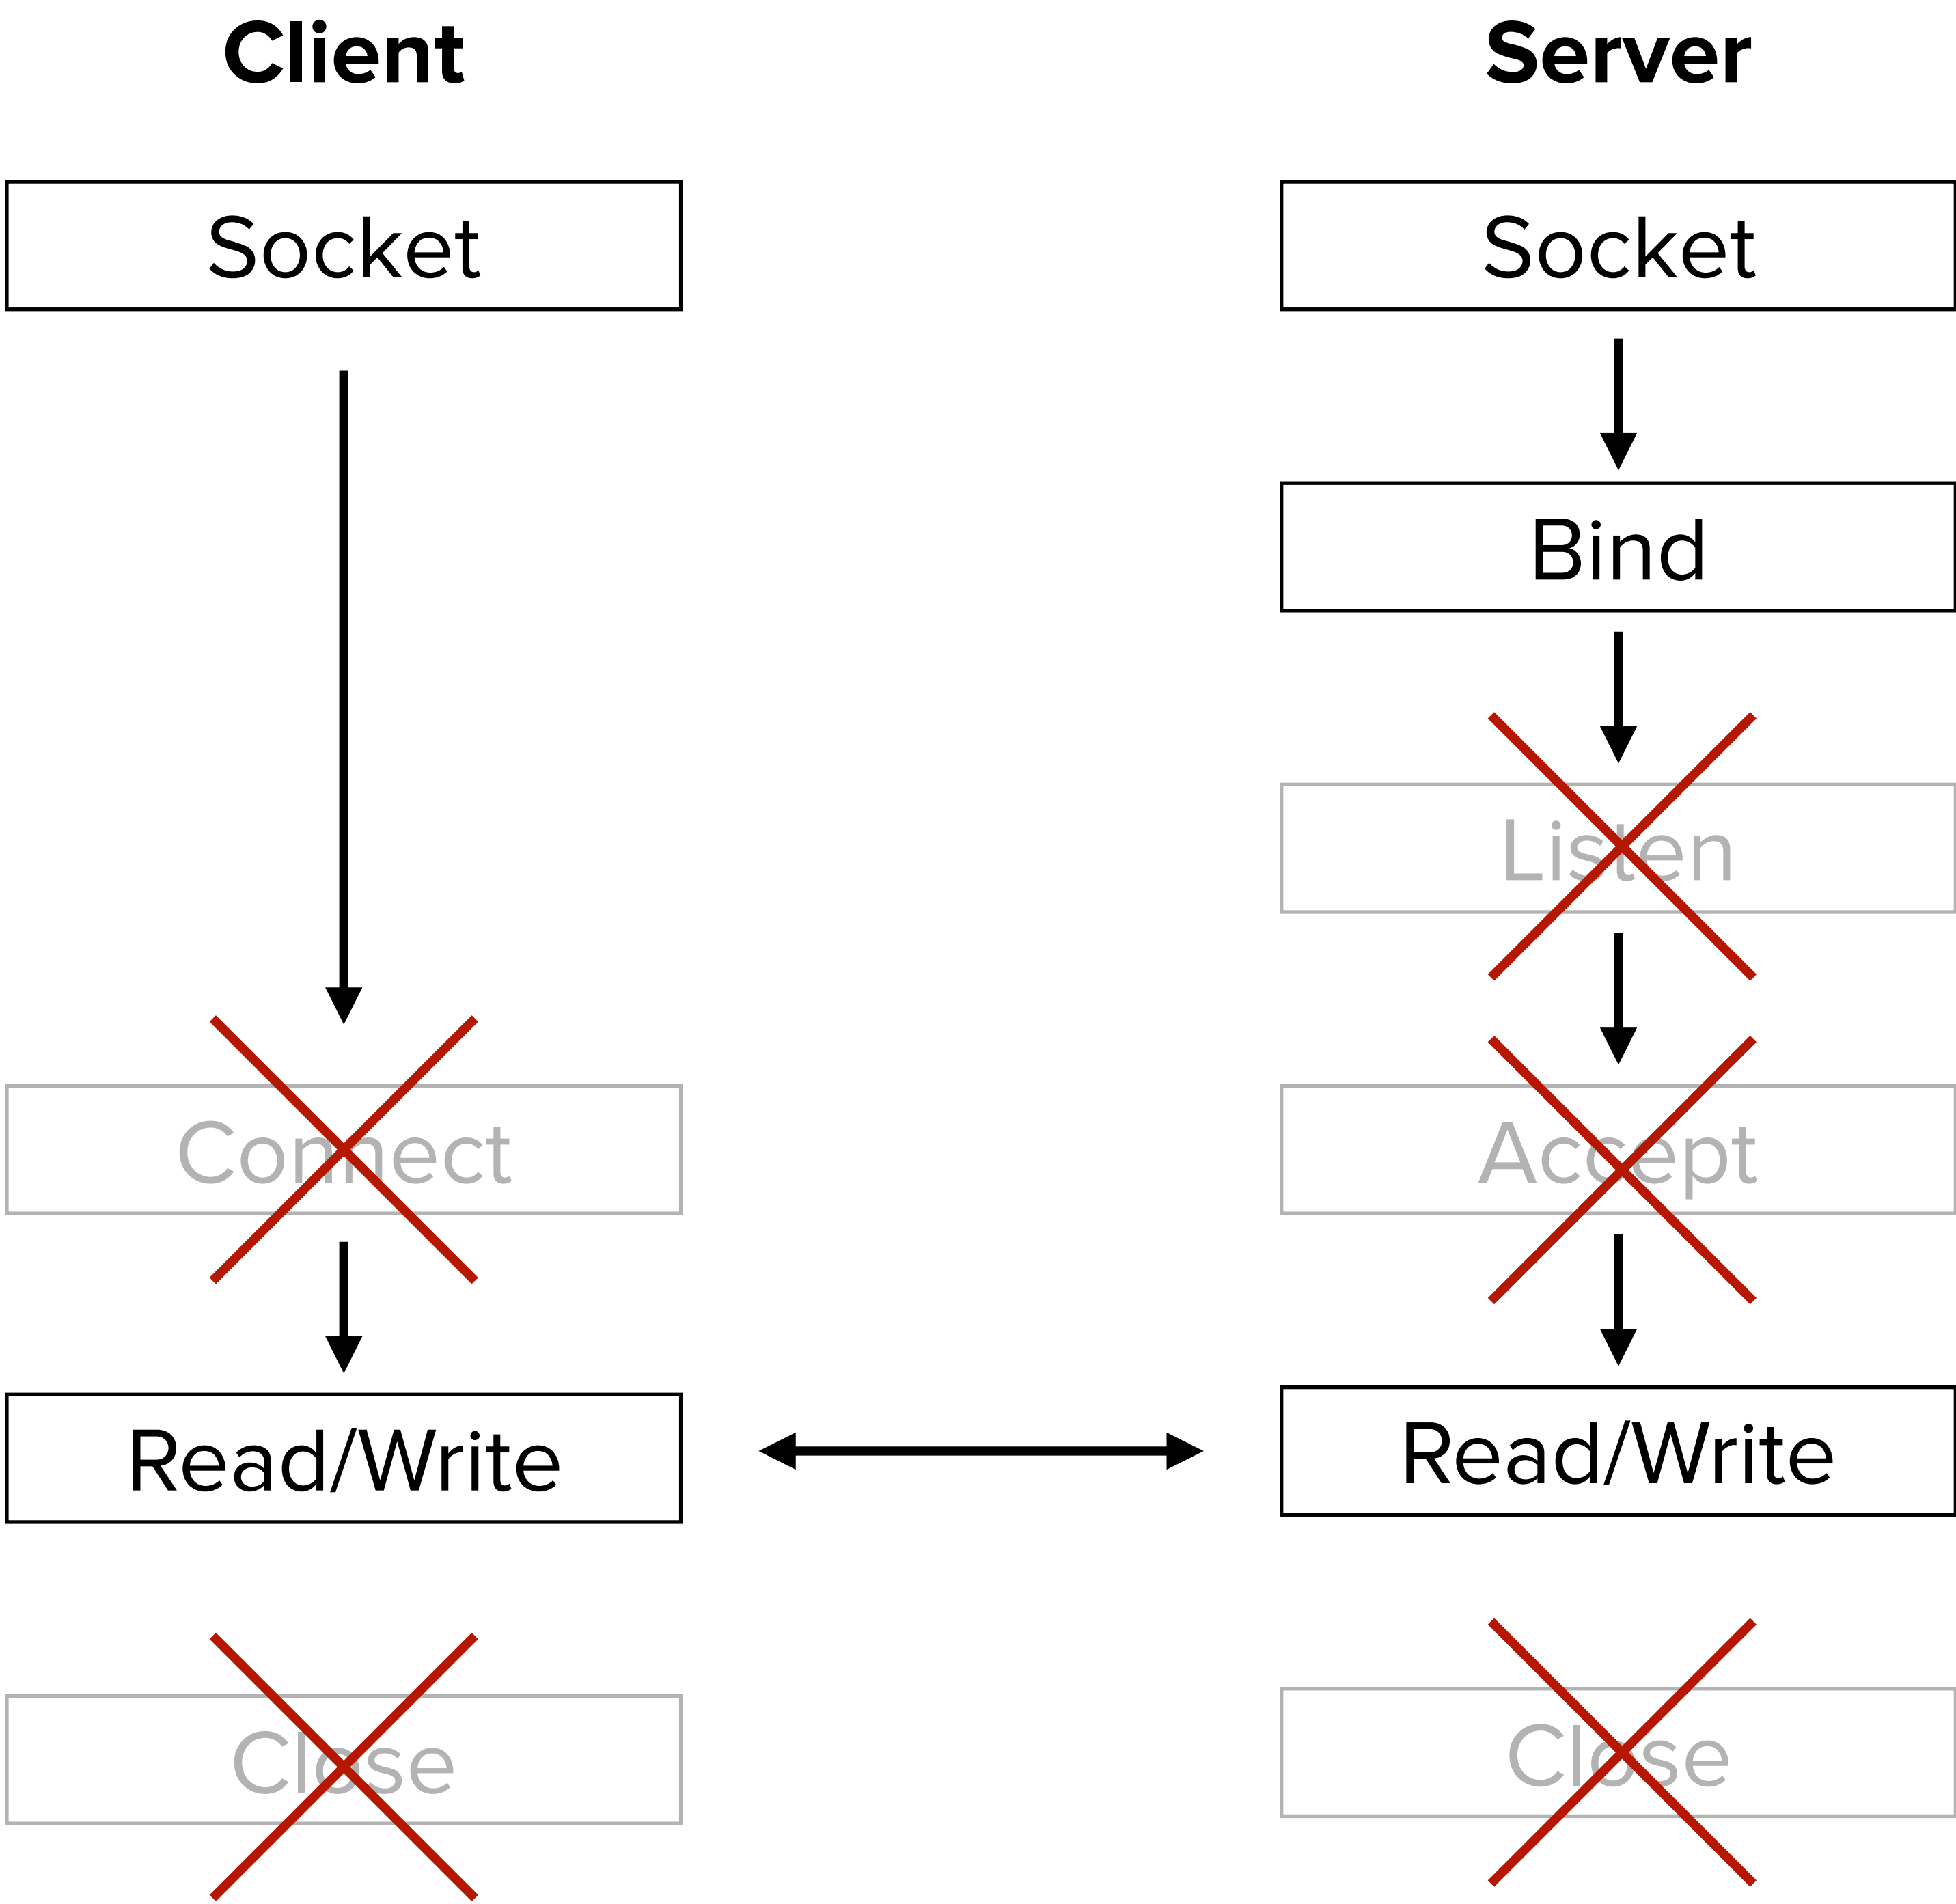 Client
Server
Socket
Socket
Bind
Listen
Connect
Accept
Read/Write
Read/Write
Close
Close